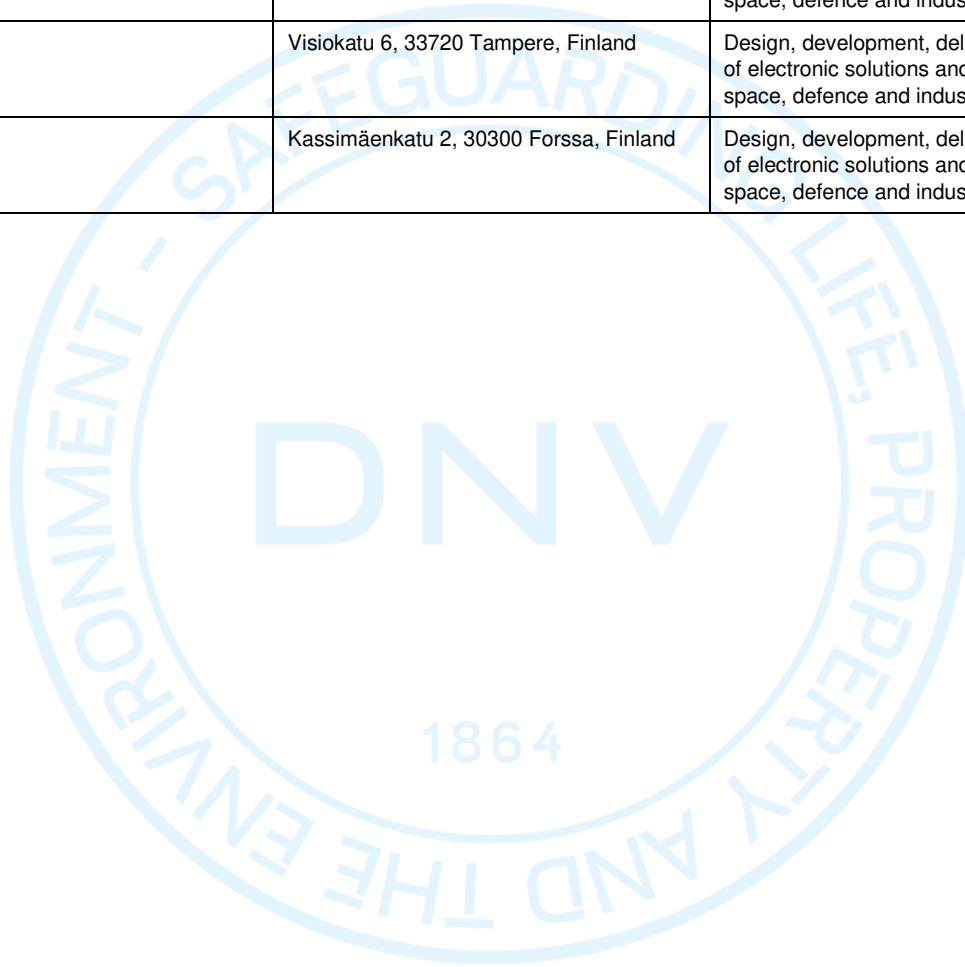 space, defence and indus
Visiokatu 6, 33720 Tampere, Finland
Design, development, del
of electronic solutions and
space, defence and indus
Kassimäenkatu 2, 30300 Forssa, Finland
Design, development, del
of electronic solutions and
space, defence and indus
SAFEGUARDING LIFE, PROPERTY AND THE ENVIRONMENT -
DNV
1864